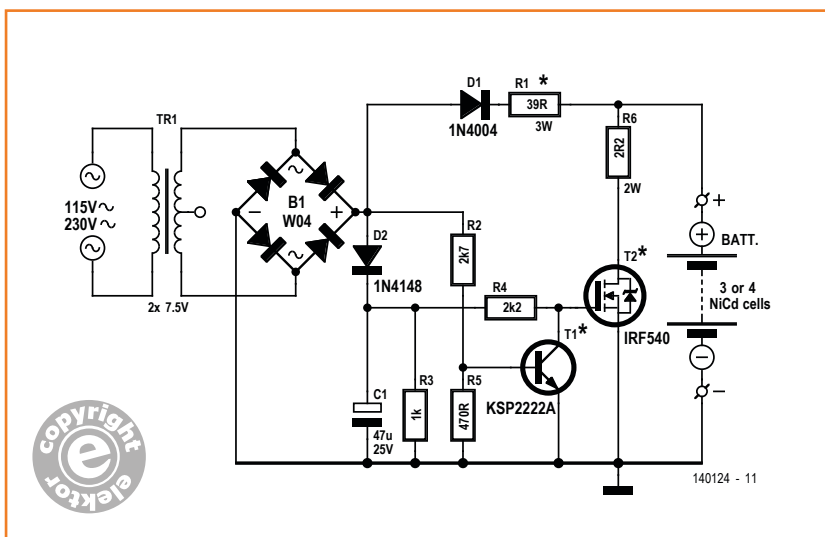 D1
1N4004
R1 *
39R
3W
R6
2R2
2W
TR1
115V~
230V~
2x 7.5V
~
B1
W04
~
−
+
D2
1N4148
R2
2k7
R4
2k2
T2*
IRF540
T1*
KSP2222A
R3
1k
R5
470R
C1
47u
25V
+
+
BATT.
3 or 4
NiCd cells
−
−
140124 - 11
copyright
e
elektor